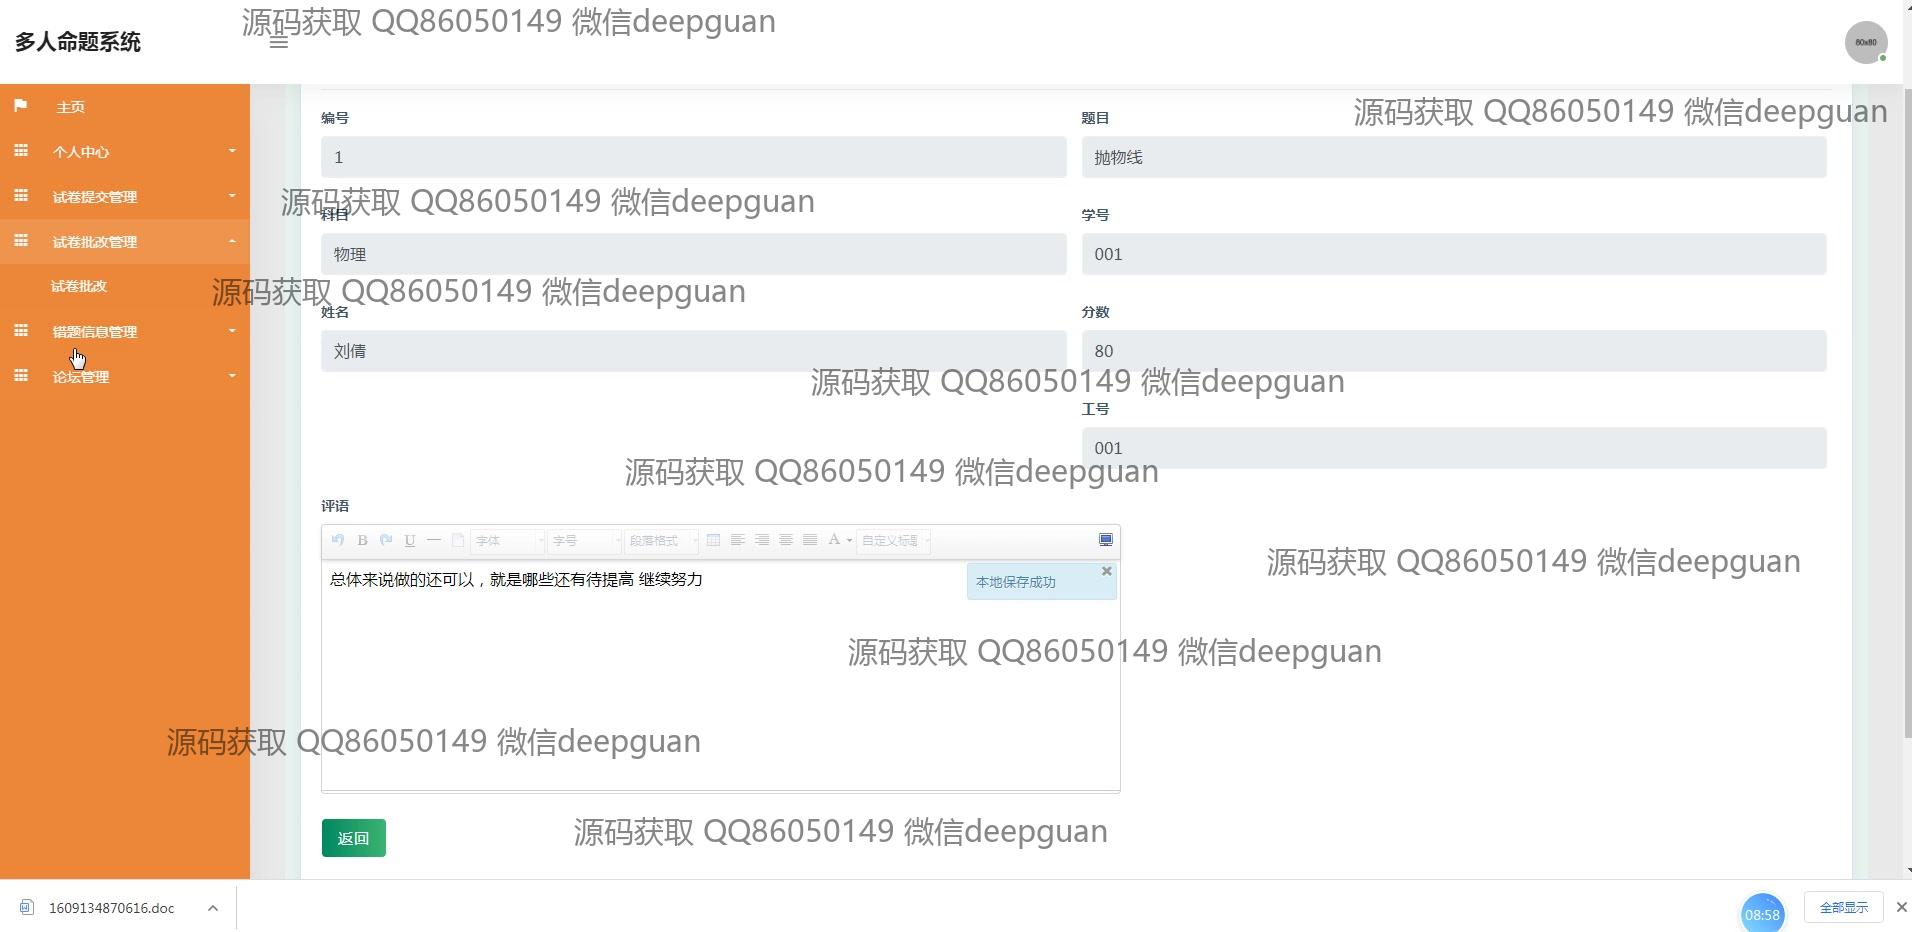 源码获取 QQ86050149 微信deepguan
多人命题系统
60x60
主页
源码获取 QQ86050149 微信deepguan
编号
题目
个人中心
1
抛物线
试卷提交管理
源码获取 QQ86050149 微信deepguan
科目
学号
试卷批改管理
物理
001
试卷批改
源码获取 QQ86050149 微信deepguan
姓名
分数
错题信息管理
刘倩
80
论坛管理
源码获取 QQ86050149 微信deepguan
工号
001
源码获取 QQ86050149 微信deepguan
评语
B U 字体 字号 段落格式 A 自定义标题
源码获取 QQ86050149 微信deepguan
总体来说做的还可以，就是哪些还有待提高 继续努力
本地保存成功
源码获取 QQ86050149 微信deepguan
源码获取 QQ86050149 微信deepguan
返回
源码获取 QQ86050149 微信deepguan
1609134870616.doc
08:58
全部显示